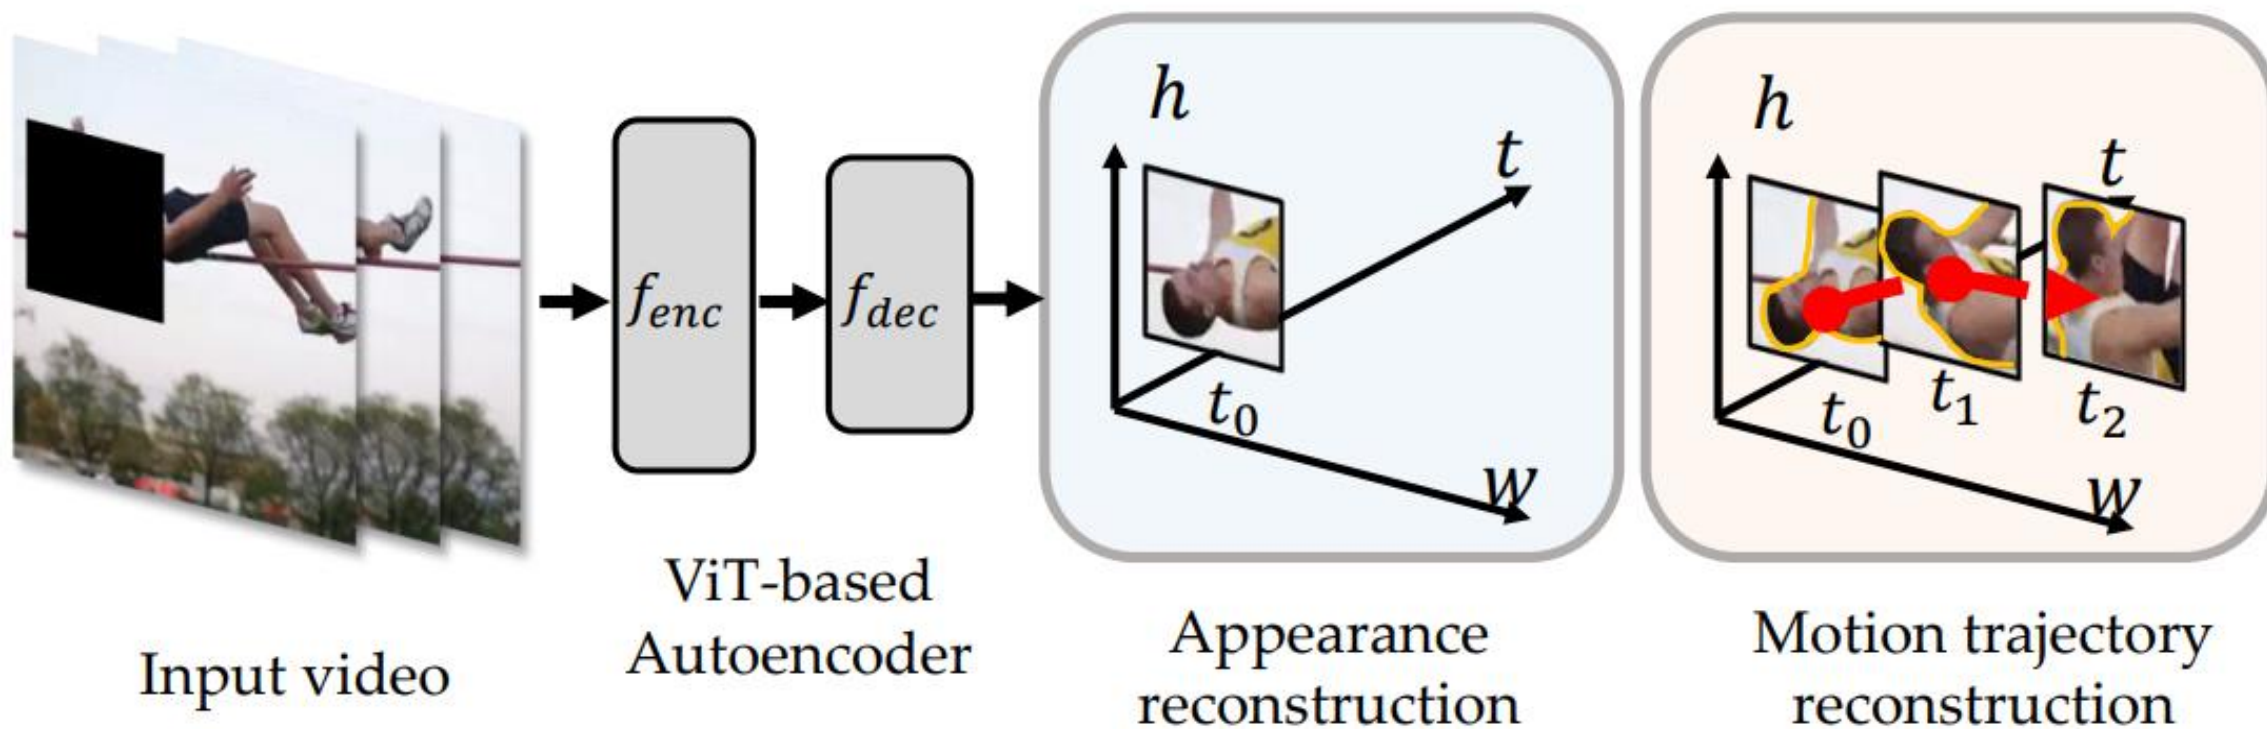 h
t
f_enc
f_dec
t_0
w
h
t
t_0
t_1
t_2
w
Input video
ViT-based
Autoencoder
Appearance
reconstruction
Motion trajectory
reconstruction